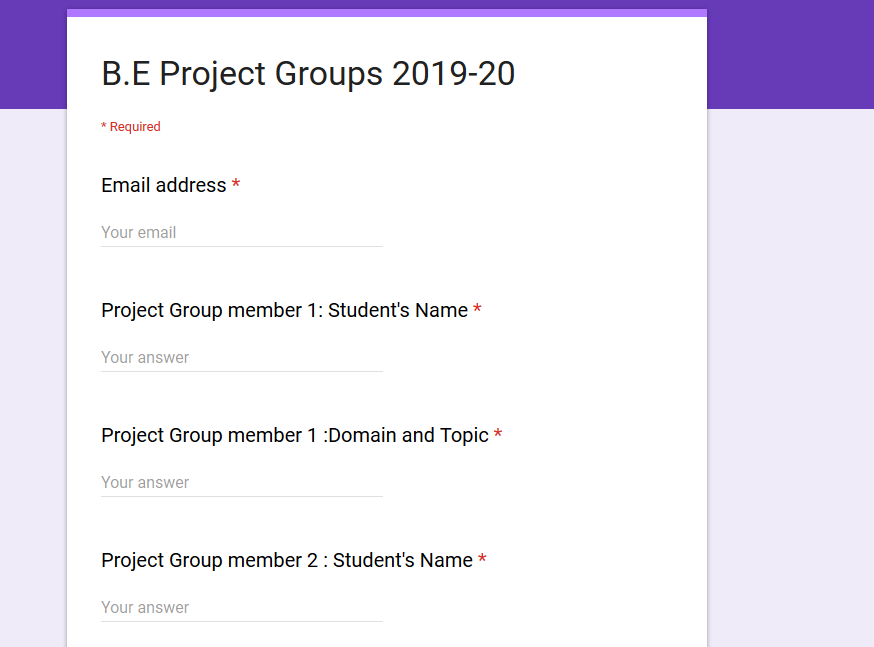 B.E Project Groups 2019-20
* Required
Email address *
Your email
Project Group member 1: Student's Name *
Your answer
Project Group member 1 :Domain and Topic *
Your answer
Project Group member 2 : Student's Name *
Your answer